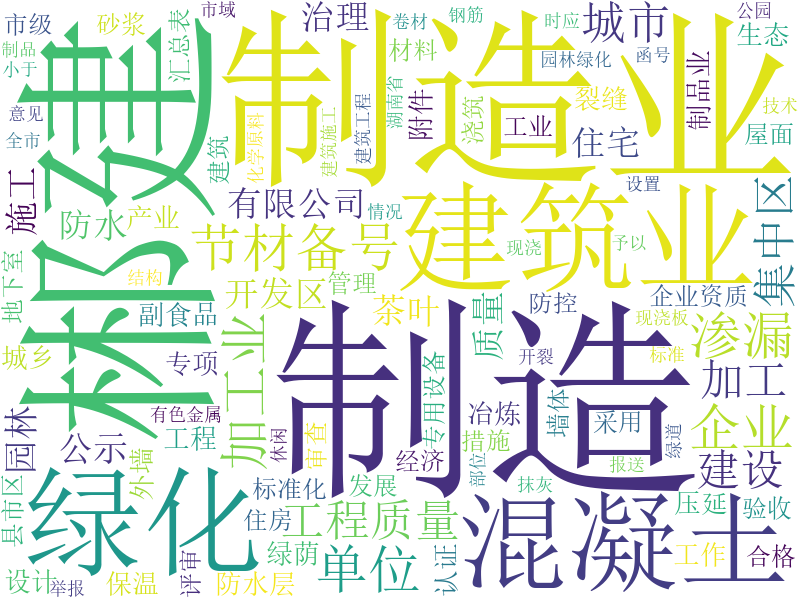 市级
砂浆
汇总表
市域
治理
卷材
钢筋
城市
公园
生态
制品
小于
材料
园林绿化
函号
意见
全市
郴建
制造业
建筑
化学原料
建筑施工
建筑工程
湖南省
附件
浇筑
裂缝
工业
住宅
制品业
技术
屋面
施工
防水
产业
有限公司
情况
建筑业
设置
集中区
节材备号
现浇
予以
地下室
结构
副食品
开发区
管理
茶叶
质量
防控
企业资质
现浇板
渗漏
城乡
专项
加工业
制造
开裂
标准
加工
有色金属
园林
公示
工程
外墙
休闲
审查
经济
专用设备
措施
冶炼
墙体
采用
企业
绿道
县市区
绿化
标准化
发展
部位
抹灰
报送
建设
住房
工程质量
混凝土
压延
验收
设计
举报
保温
评审
防水层
绿荫
单位
认证
工作
合格
时应